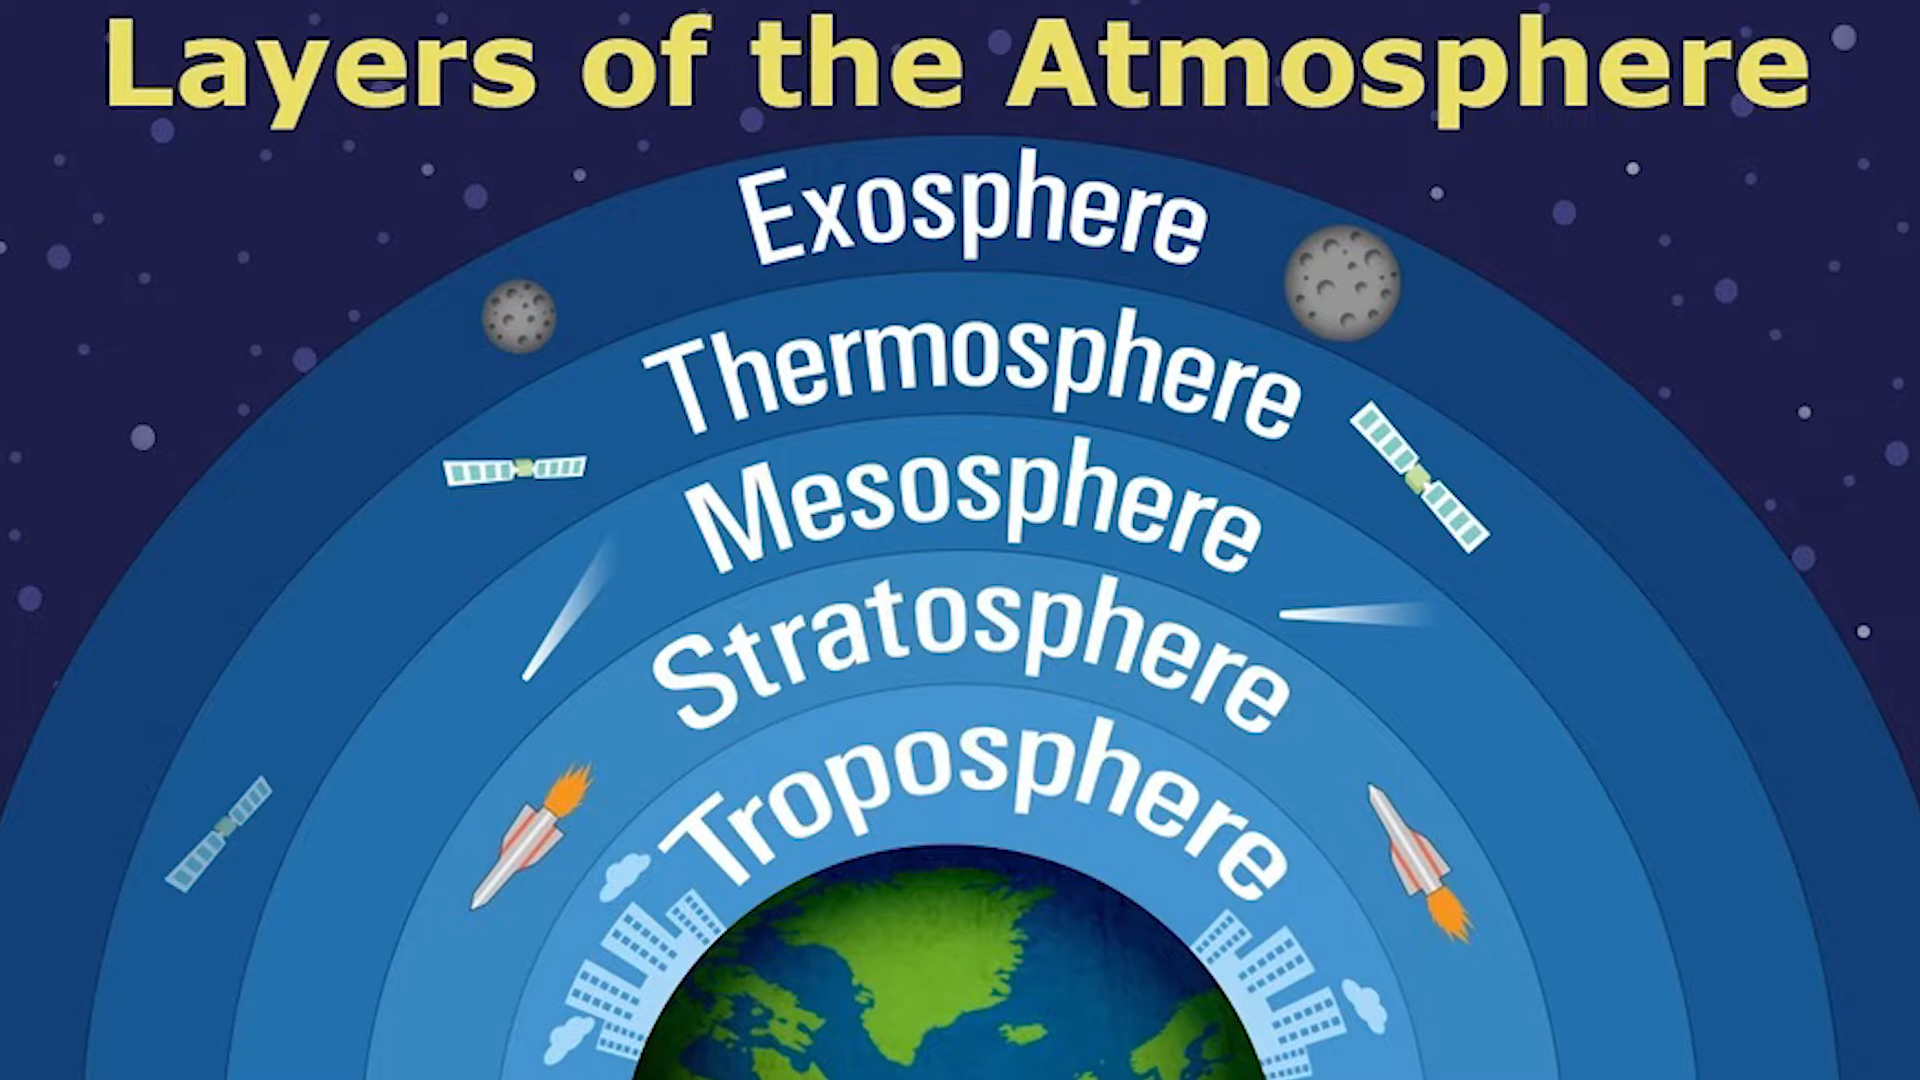 Layers of the Atmosphere
Exosphere
Thermosphere
Mesosphere
Stratosphere
Troposphere